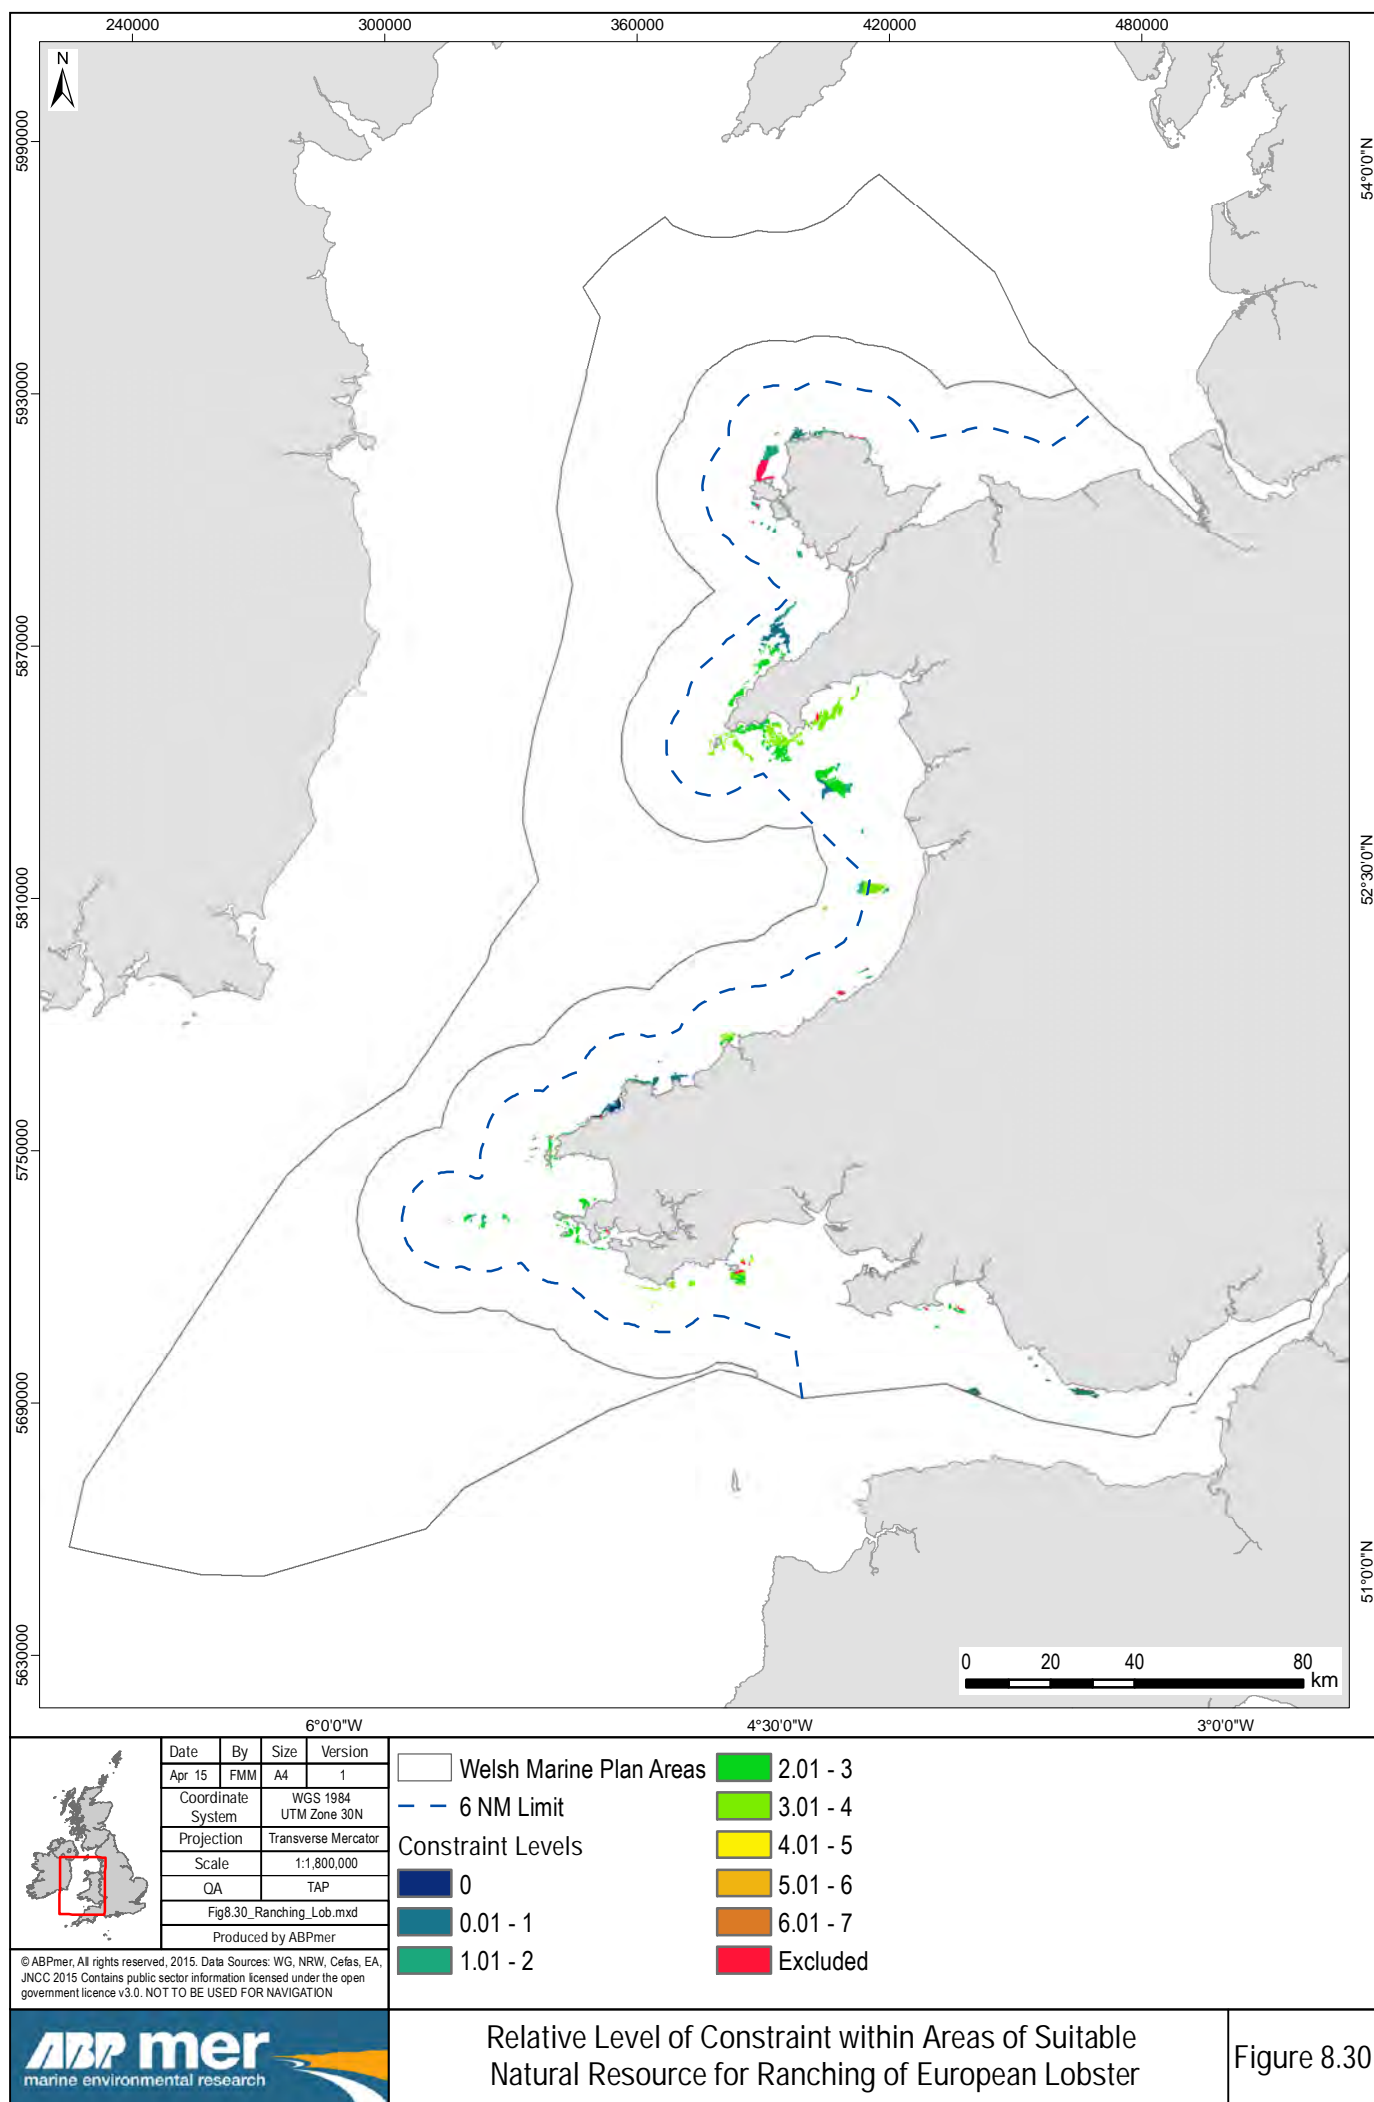 240000
300000
360000
420000
480000
N
5990000
5930000
5870000
5810000
5750000
5690000
5630000
54°0'0"N
52°30'0"N
51°0'0"N
0 20 40 80
km
6°0'0"W
4°30'0"W
3°0'0"W
Date By Size Version
Apr 15 FMM A4 1
Coordinate
System
WGS 1984
UTM Zone 30N
Projection Transverse Mercator
Scale 1:1,800,000
QA TAP
Fig8.30_Ranching_Lob.mxd
Produced by ABPmer
© ABPmer, All rights reserved, 2015. Data Sources: WG, NRW, Cefas, EA,
JNCC 2015 Contains public sector information licensed under the open
government licence v3.0. NOT TO BE USED FOR NAVIGATION
Welsh Marine Plan Areas
6 NM Limit
Constraint Levels
0
0.01 - 1
1.01 - 2
2.01 - 3
3.01 - 4
4.01 - 5
5.01 - 6
6.01 - 7
Excluded
ABP mer
marine environmental research
Relative Level of Constraint within Areas of Suitable
Natural Resource for Ranching of European Lobster
Figure 8.30